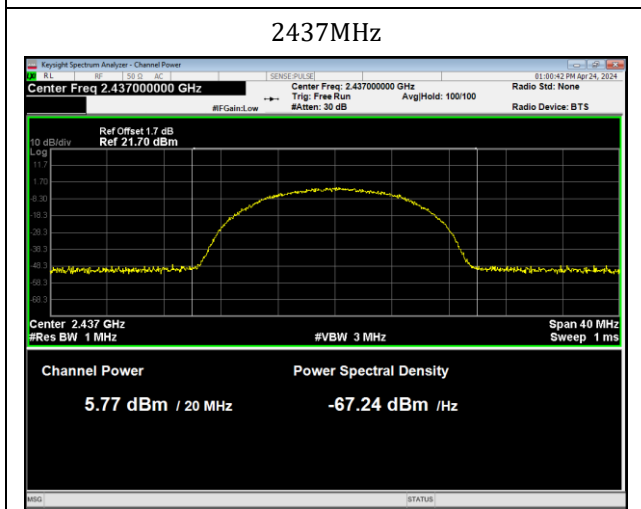 2437MHz
Keysight Spectrum Analyzer - Channel Power
RL RF 50 Ω AC SENSE:PULSE 01:00:42 PM Apr 24, 2024
Center Freq 2.437000000 GHz Center Freq: 2.437000000 GHz Radio Std: None
Trig: Free Run Avg|Hold: 100/100
#IFGain:Low #Atten: 30 dB Radio Device: BTS
Ref Offset 1.7 dB
10 dB/div Ref 21.70 dBm
Log
11.7
1.70
-8.30
-18.3
-28.3
-38.3
-48.3
-58.3
-68.3
Center 2.437 GHz Span 40 MHz
#Res BW 1 MHz #VBW 3 MHz Sweep 1 ms
Channel Power Power Spectral Density
5.77 dBm / 20 MHz -67.24 dBm /Hz
MSG STATUS